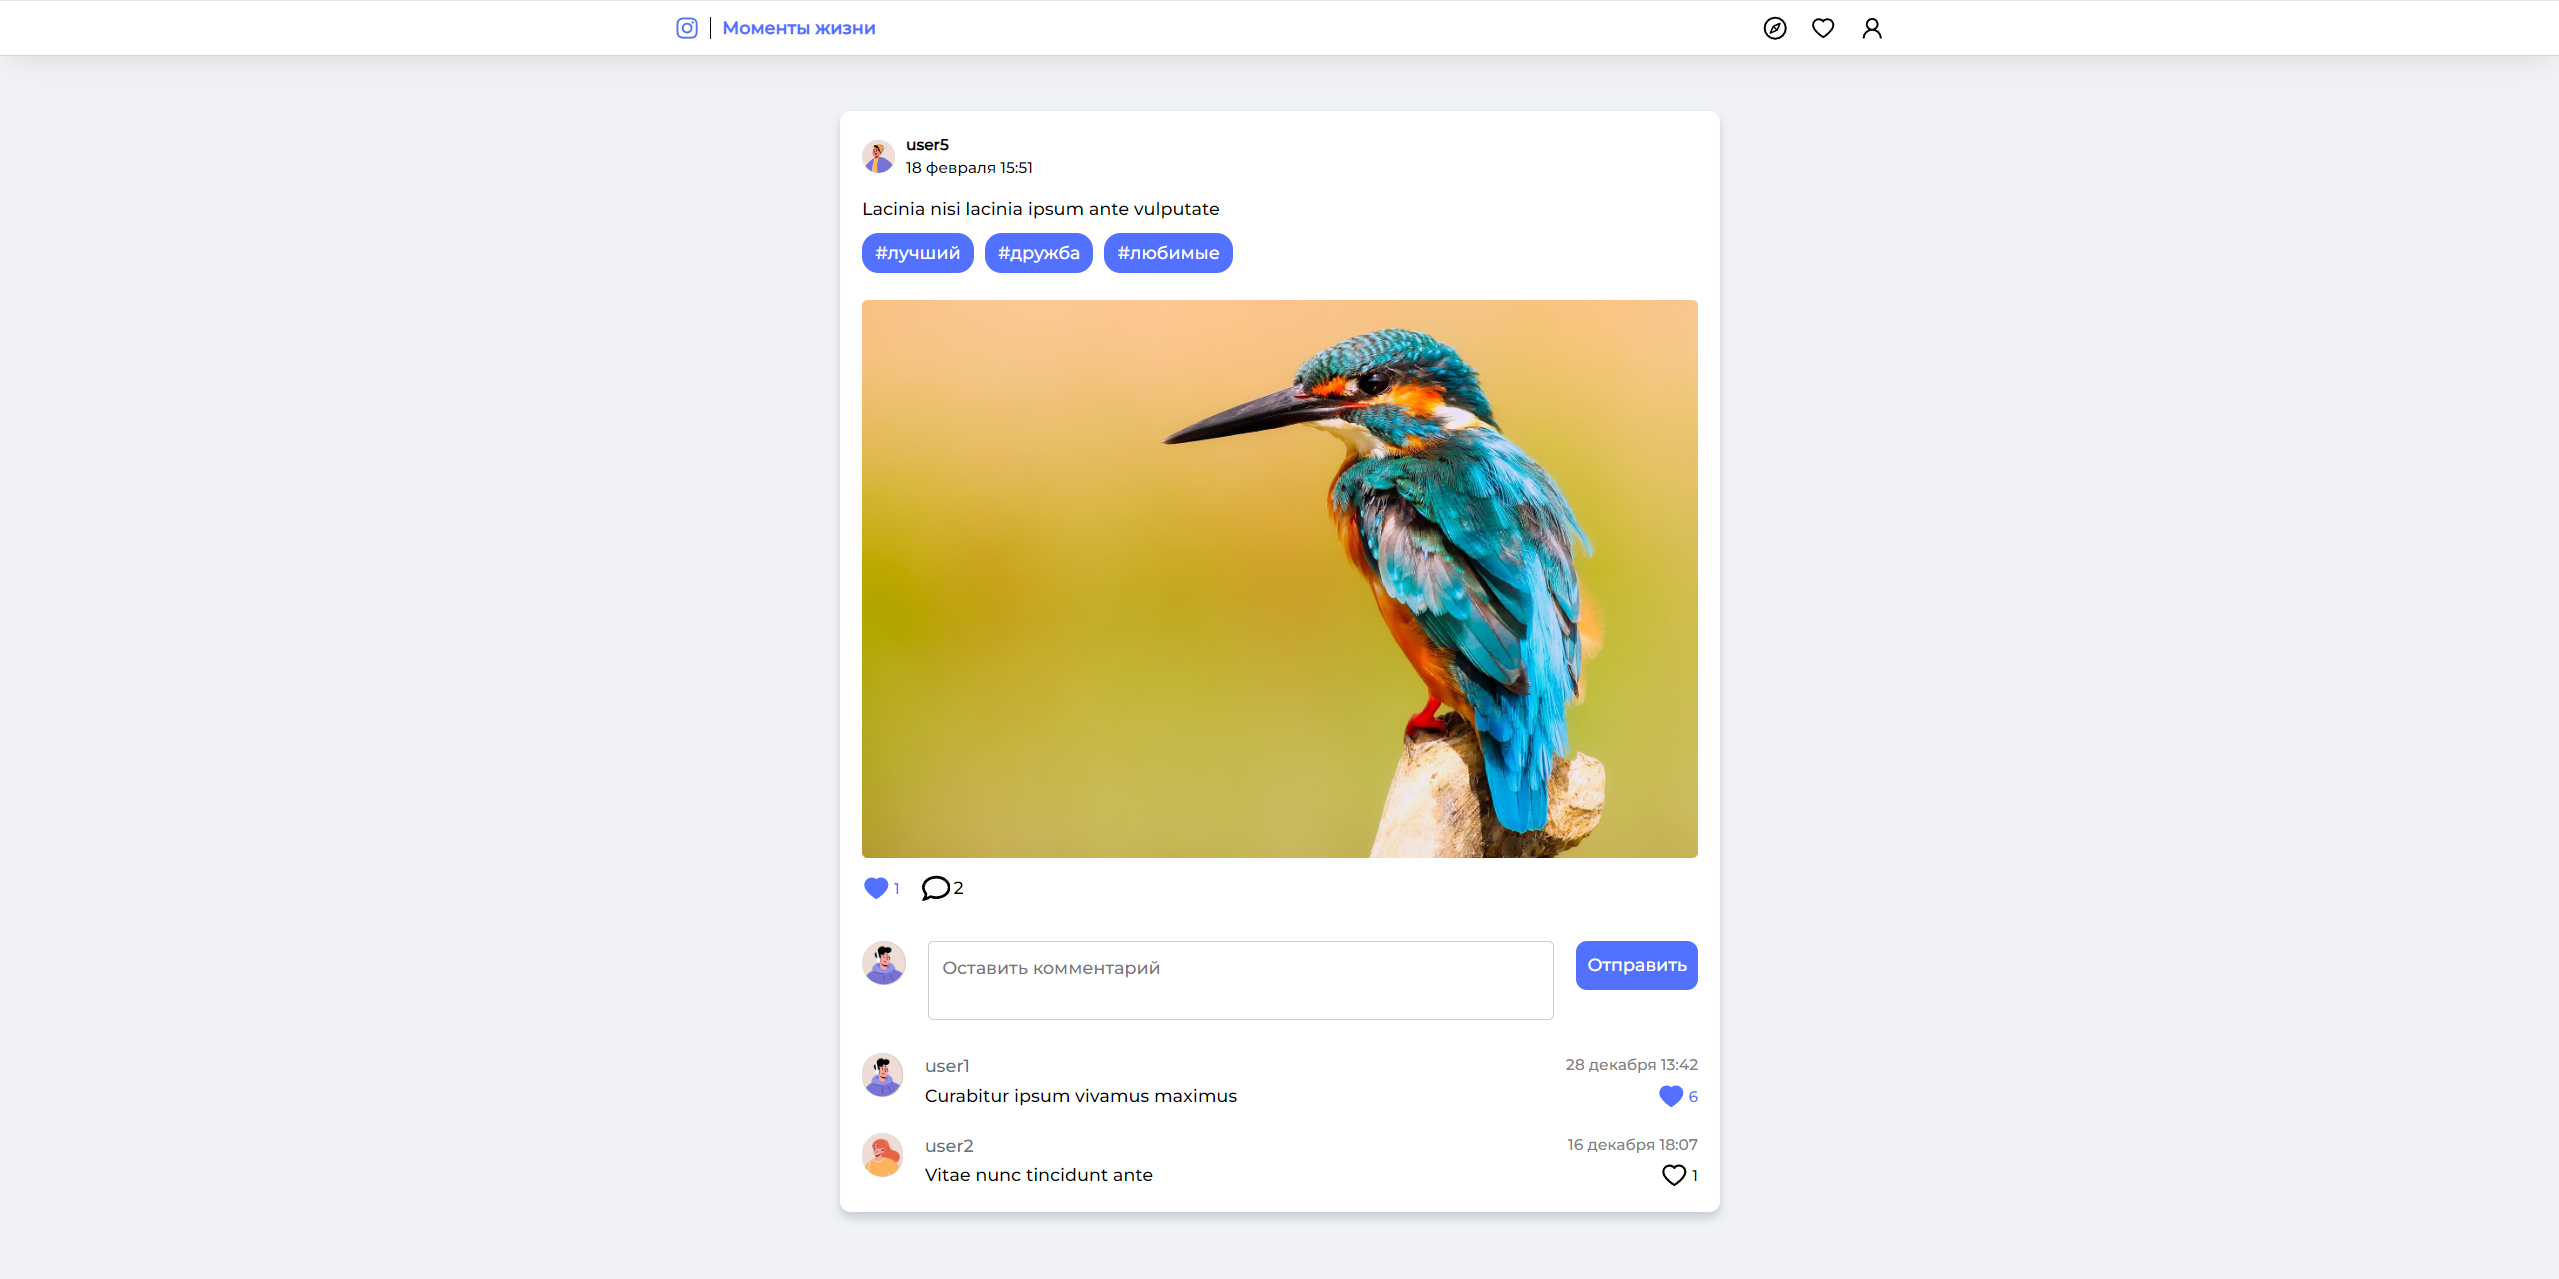 Моменты жизни
user5
18 февраля 15:51
Lacinia nisi lacinia ipsum ante vulputate
#лучший #дружба #любимые
1 2
Оставить комментарий
Отправить
user1 28 декабря 13:42
Curabitur ipsum vivamus maximus 6
user2 16 декабря 18:07
Vitae nunc tincidunt ante 1